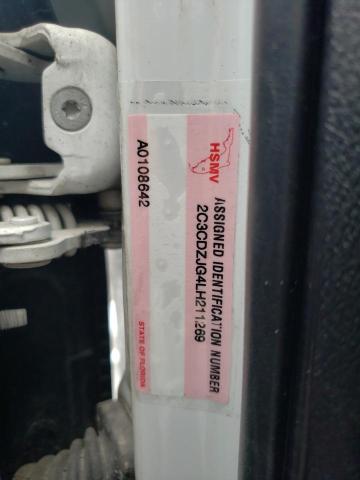 HSMV
ASSIGNED IDENTIFICATION NUMBER
2C3CDZJG4LH211269
A0108642
STATE OF FLORIDA